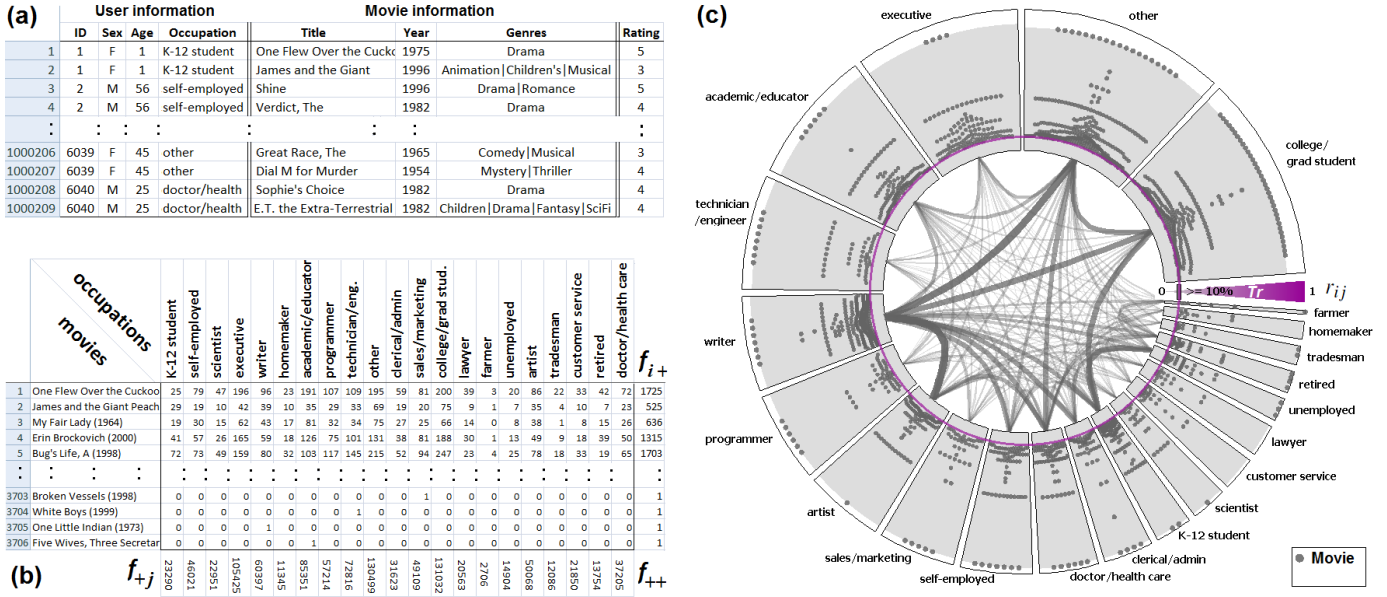 (a)
User information Movie information
ID Sex Age Occupation Title Year Genres Rating
1 1 F 1 K-12 student One Flew Over the Cucko 1975 Drama 5
2 1 F 1 K-12 student James and the Giant 1996 Animation|Children's|Musical 3
3 2 M 56 self-employed Shine 1996 Drama|Romance 5
4 2 M 56 self-employed Verdict, The 1982 Drama 4
: : : : : : : :
1000206 6039 F 45 other Great Race, The 1965 Comedy|Musical 3
1000207 6039 F 45 other Dial M for Murder 1954 Mystery|Thriller 4
1000208 6040 M 25 doctor/health Sophie's Choice 1982 Drama 4
1000209 6040 M 25 doctor/health E.T. the Extra-Terrestrial 1982 Children|Drama|Fantasy|SciFi 4
occupations
movies
K-12 student
self-employed
scientist
executive
writer
homemaker
academic/educator
programmer
technician/eng.
other
clerical/admin
sales/marketing
college/grad stud.
lawyer
farmer
unemployed
artist
tradesman
customer service
retired
doctor/health care
f i+
1 One Flew Over the Cuckoo 25 79 47 196 96 23 191 107 109 195 59 81 200 39 3 20 86 22 33 42 72 1725
2 James and the Giant Peach 29 19 10 42 39 10 35 29 33 69 19 20 75 9 1 7 35 4 10 7 23 525
3 My Fair Lady (1964) 19 30 15 62 43 17 81 32 34 75 27 25 66 14 0 8 38 1 8 15 26 636
4 Erin Brockovich (2000) 41 57 26 165 59 18 126 75 101 131 38 81 188 30 1 13 49 9 18 39 50 1315
5 Bug's Life, A (1998) 72 73 49 159 80 32 103 117 145 215 52 94 247 23 4 25 78 18 33 19 65 1703
3703 Broken Vessels (1998) 0 0 0 0 0 0 0 0 0 0 0 1 0 0 0 0 0 0 0 0 0 1
3704 White Boys (1999) 0 0 0 0 0 0 0 0 1 0 0 0 0 0 0 0 0 0 0 0 0 1
3705 One Little Indian (1973) 0 0 0 0 1 0 0 0 0 0 0 0 0 0 0 0 0 0 0 0 0 1
3706 Five Wives, Three Secretar 0 0 0 0 0 0 1 0 0 0 0 0 0 0 0 0 0 0 0 0 0 1
(b)
f +j 23290 46021 22951 105425 60397 11345 85351 57214 72816 130499 31623 49109 131032 20563 2706 14904 50068 12086 21850 13754 37205 f ++
(c)
executive
other
academic/educator
college/
grad student
technician
/engineer
0 >= 10% Tr 1 r ij
farmer
homemaker
tradesman
writer
retired
unemployed
lawyer
programmer
customer service
scientist
artist
K-12 student
sales/marketing
clerical/admin
self-employed
doctor/health care
Movie